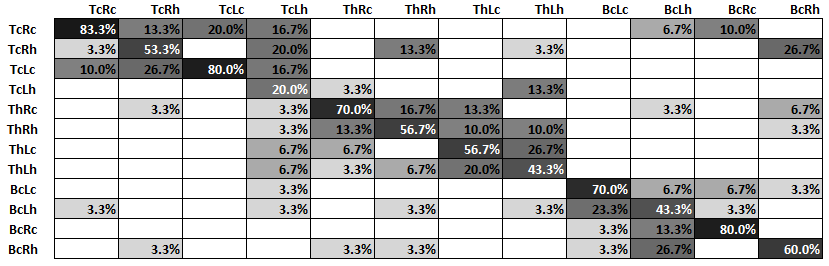 TcRc TcRh TcLc TcLh ThRc ThRh ThLc ThLh BcLc BcLh BcRc BcRh
TcRc 83.3% 13.3% 20.0% 16.7% 6.7% 10.0%
TcRh 3.3% 53.3% 20.0% 13.3% 3.3% 26.7%
TcLc 10.0% 26.7% 80.0% 16.7%
TcLh 20.0% 3.3% 13.3%
ThRc 3.3% 3.3% 70.0% 16.7% 13.3% 3.3% 6.7%
ThRh 3.3% 13.3% 56.7% 10.0% 10.0% 3.3%
ThLc 6.7% 6.7% 56.7% 26.7%
ThLh 6.7% 3.3% 6.7% 20.0% 43.3%
BcLc 3.3% 70.0% 6.7% 6.7% 3.3%
BcLh 3.3% 3.3% 3.3% 3.3% 23.3% 43.3% 3.3%
BcRc 3.3% 13.3% 80.0%
BcRh 3.3% 3.3% 3.3% 3.3% 26.7% 60.0%